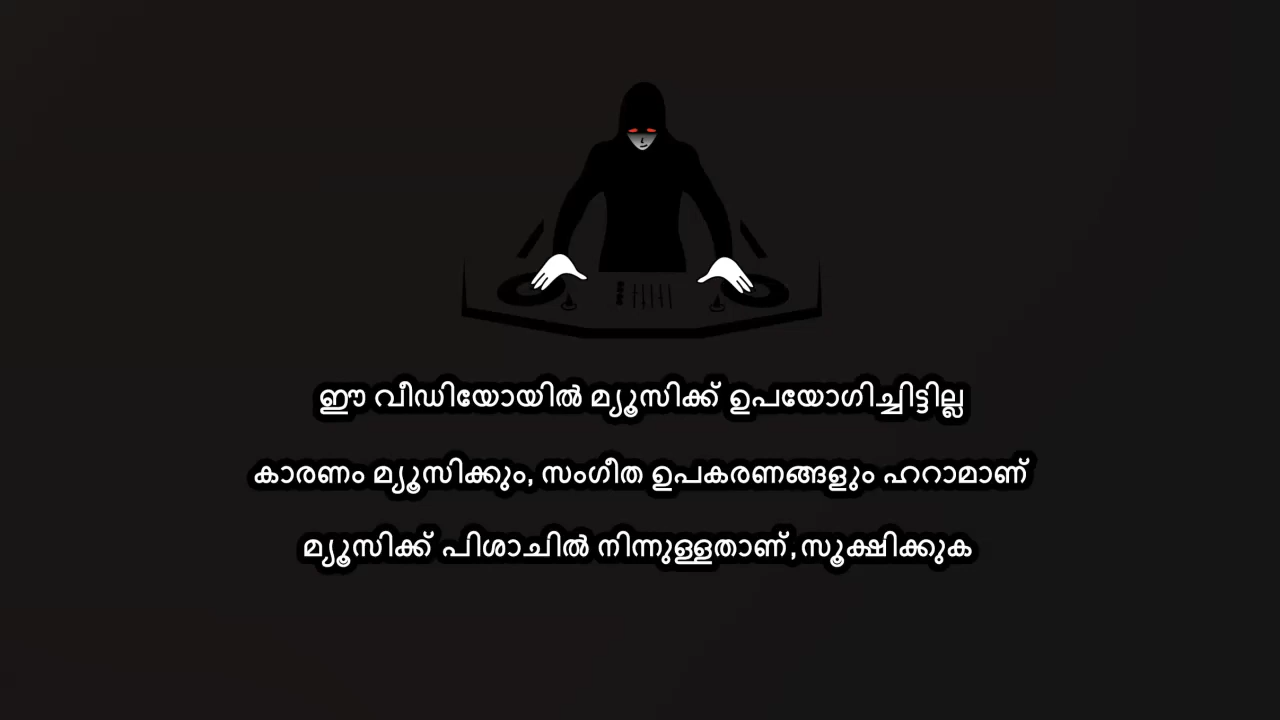 ഈ വീഡിയോയിൽ മ്യൂസിക്ക് ഉപയോഗിച്ചിട്ടില്ല
കാരണം മ്യൂസിക്കും, സംഗീത ഉപകരണങ്ങളും ഹറാമാണ്
മ്യൂസിക്ക് പിശാചിൽ നിന്നുള്ളതാണ്,സൂക്ഷിക്കുക